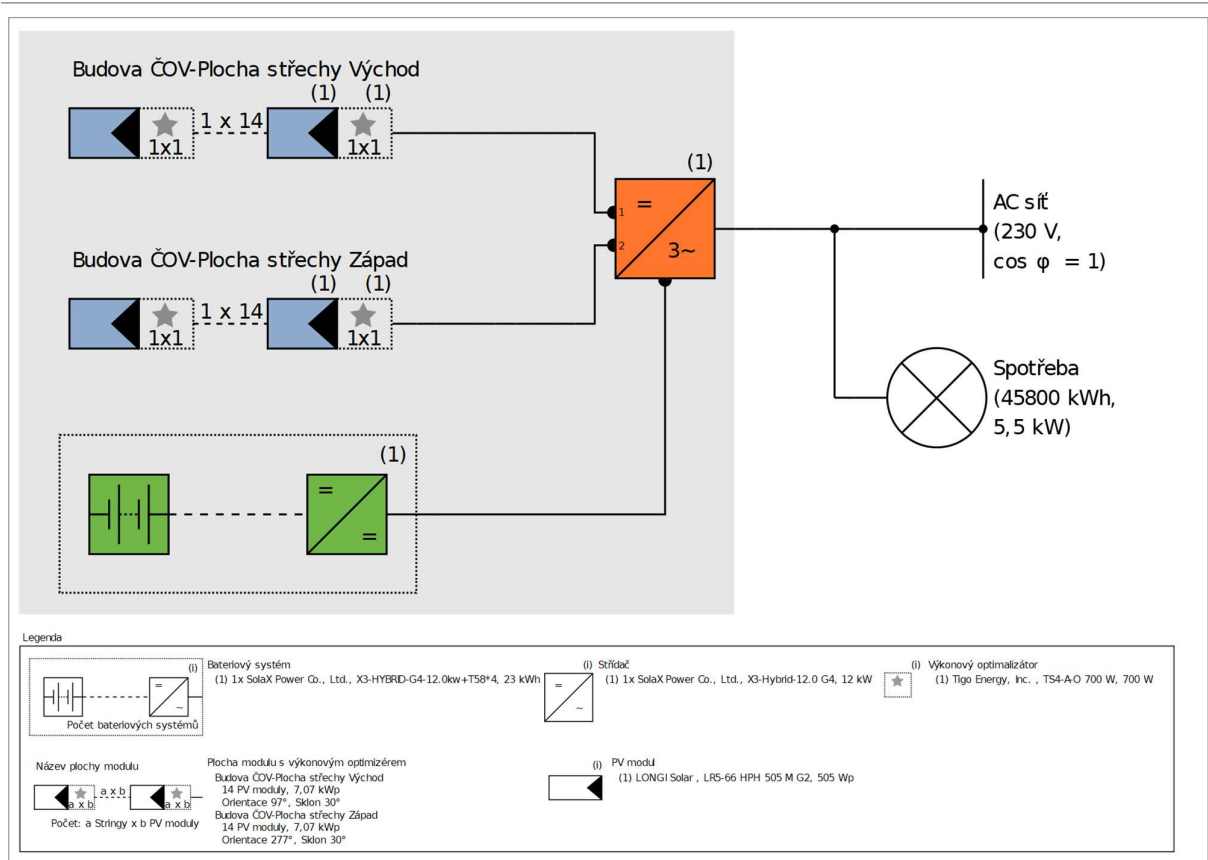 Budova ČOV-Plocha střechy Východ
(1) (1)
1 x 14
1x1 1x1
(1)
=
1
2
3~
AC síť
(230 V,
cos φ = 1)
Budova ČOV-Plocha střechy Západ
(1) (1)
1 x 14
1x1 1x1
Spotřeba
(45800 kWh,
5,5 kW)
(1)
=
=
Legenda
(i)
=
~
Počet bateriových systémů
Bateriový systém
(1) 1x SolaX Power Co., Ltd., X3-HYBRID-G4-12.0kw+T58*4, 23 kWh
(i) Střídač
=
~
(1) 1x SolaX Power Co., Ltd., X3-Hybrid-12.0 G4, 12 kW
(i) Výkonový optimalizátor
(1) Tigo Energy, Inc. , TS4-A-O 700 W, 700 W
Název plochy modulu
a x b
a x b a x b
Počet: a Stringy x b PV moduly
Plocha modulu s výkonovým optimizérem
Budova ČOV-Plocha střechy Východ
14 PV moduly, 7,07 kWp
Orientace 97°, Sklon 30°
Budova ČOV-Plocha střechy Západ
14 PV moduly, 7,07 kWp
Orientace 277°, Sklon 30°
(i) PV modul
(1) LONGI Solar , LR5-66 HPH 505 M G2, 505 Wp